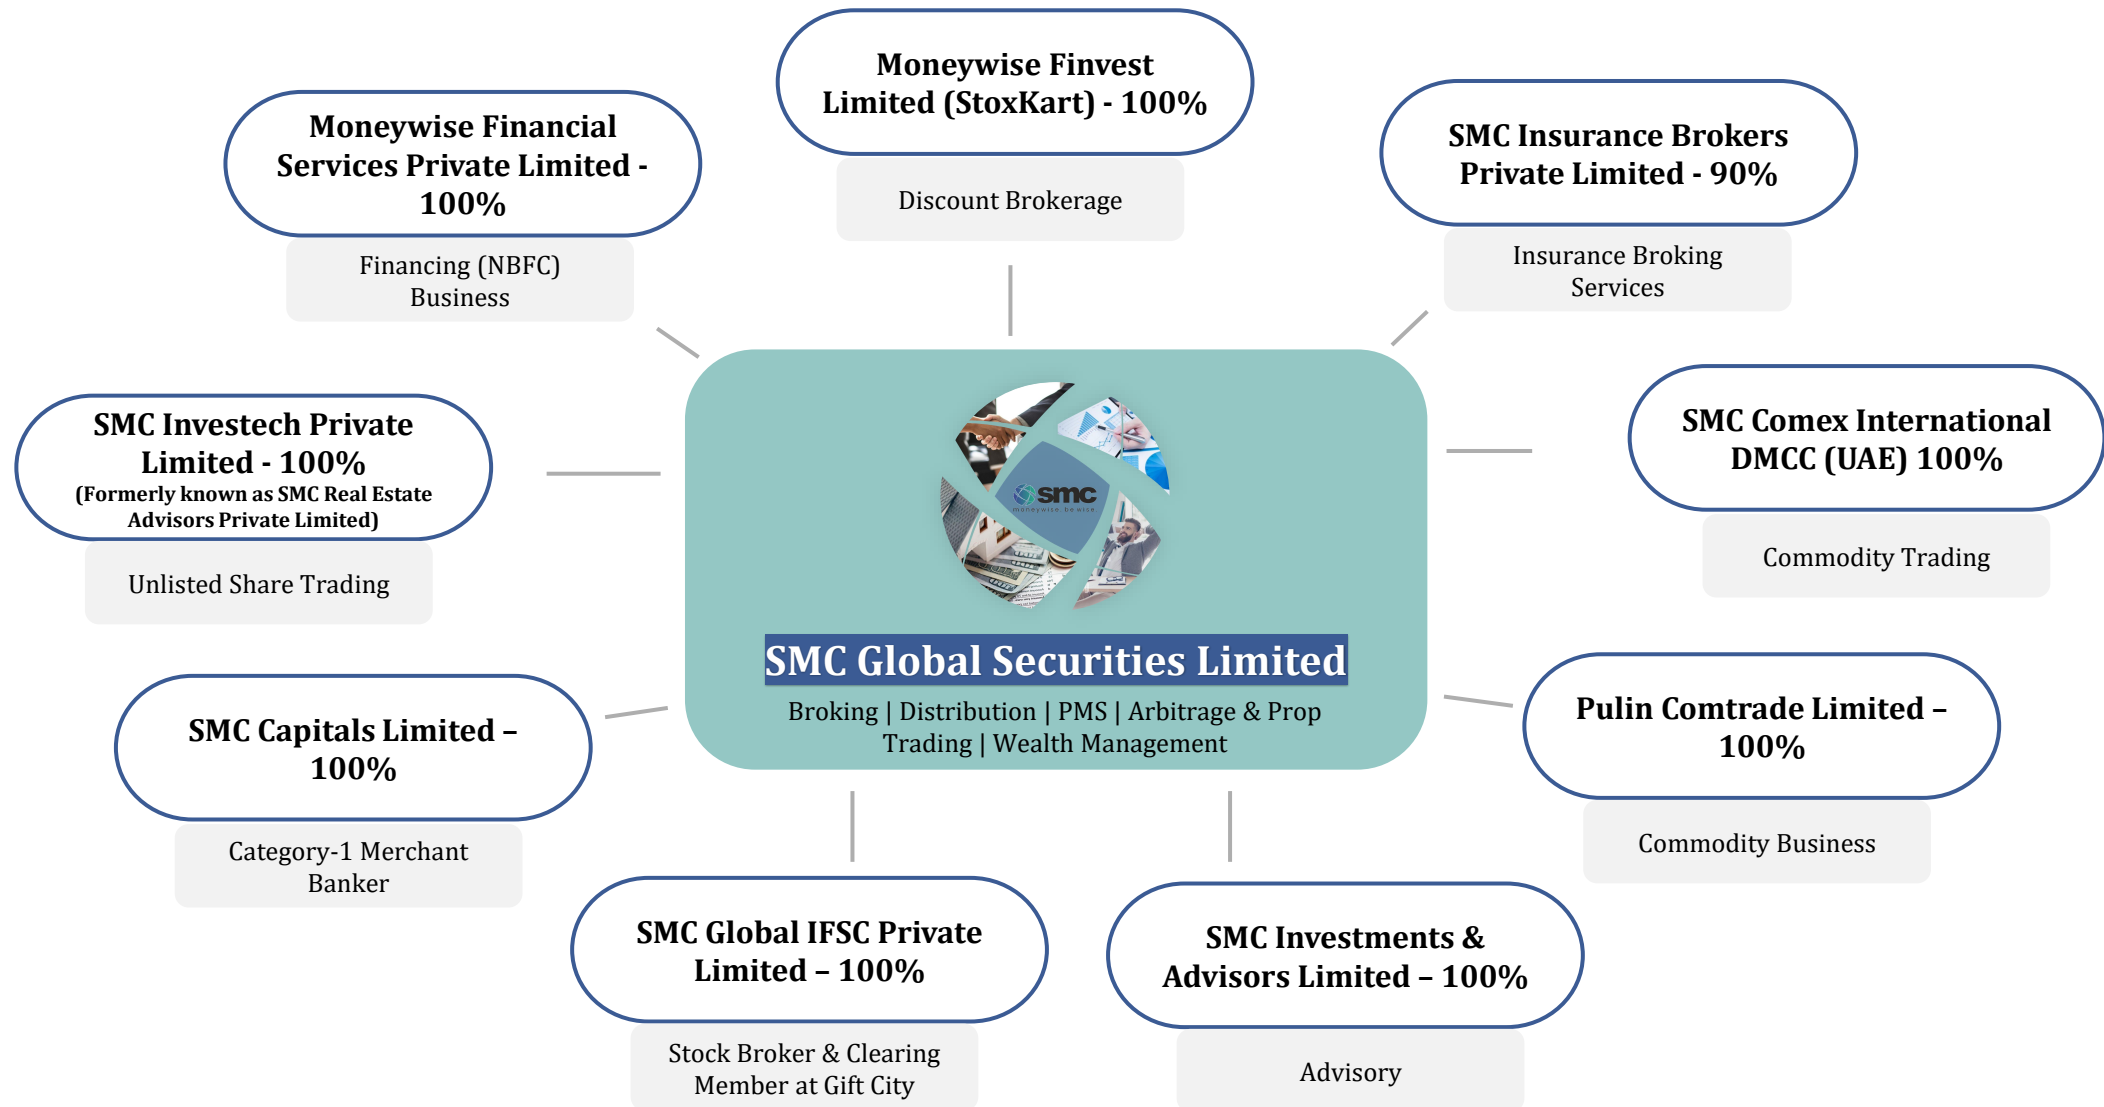 Moneywise Finvest
Limited (StoxKart) - 100%
Discount Brokerage
Moneywise Financial
Services Private Limited -
100%
Financing (NBFC)
Business
SMC Insurance Brokers
Private Limited - 90%
Insurance Broking
Services
SMC Investech Private
Limited - 100%
(Formerly known as SMC Real Estate
Advisors Private Limited)
Unlisted Share Trading
SMC Comex International
DMCC (UAE) 100%
Commodity Trading
smc
moneywise. be wise.
SMC Global Securities Limited
Broking | Distribution | PMS | Arbitrage & Prop
Trading | Wealth Management
SMC Capitals Limited –
100%
Category-1 Merchant
Banker
Pulin Comtrade Limited –
100%
Commodity Business
SMC Global IFSC Private
Limited – 100%
Stock Broker & Clearing
Member at Gift City
SMC Investments &
Advisors Limited – 100%
Advisory